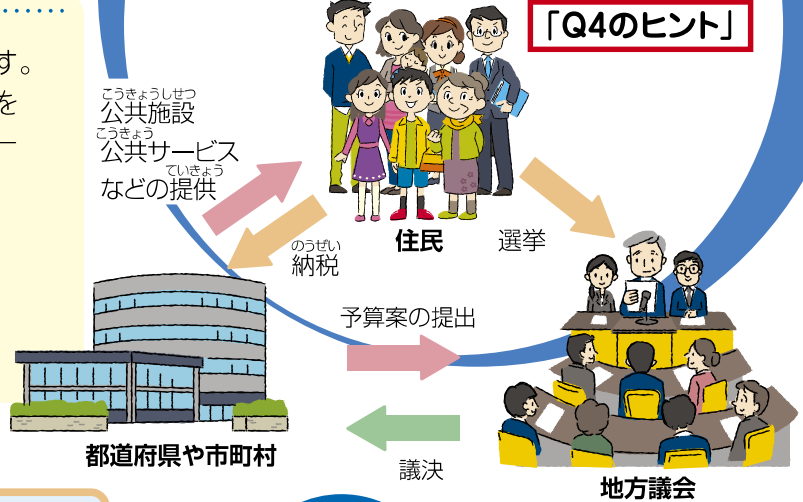 「Q4のヒント」
す。
を
こうきょうしせつ
公共施設
こうきょう
公共サービス
ていきょう
などの提供
住民
選挙
のうぜい
納税
予算案の提出
都道府県や市町村
議決
地方議会